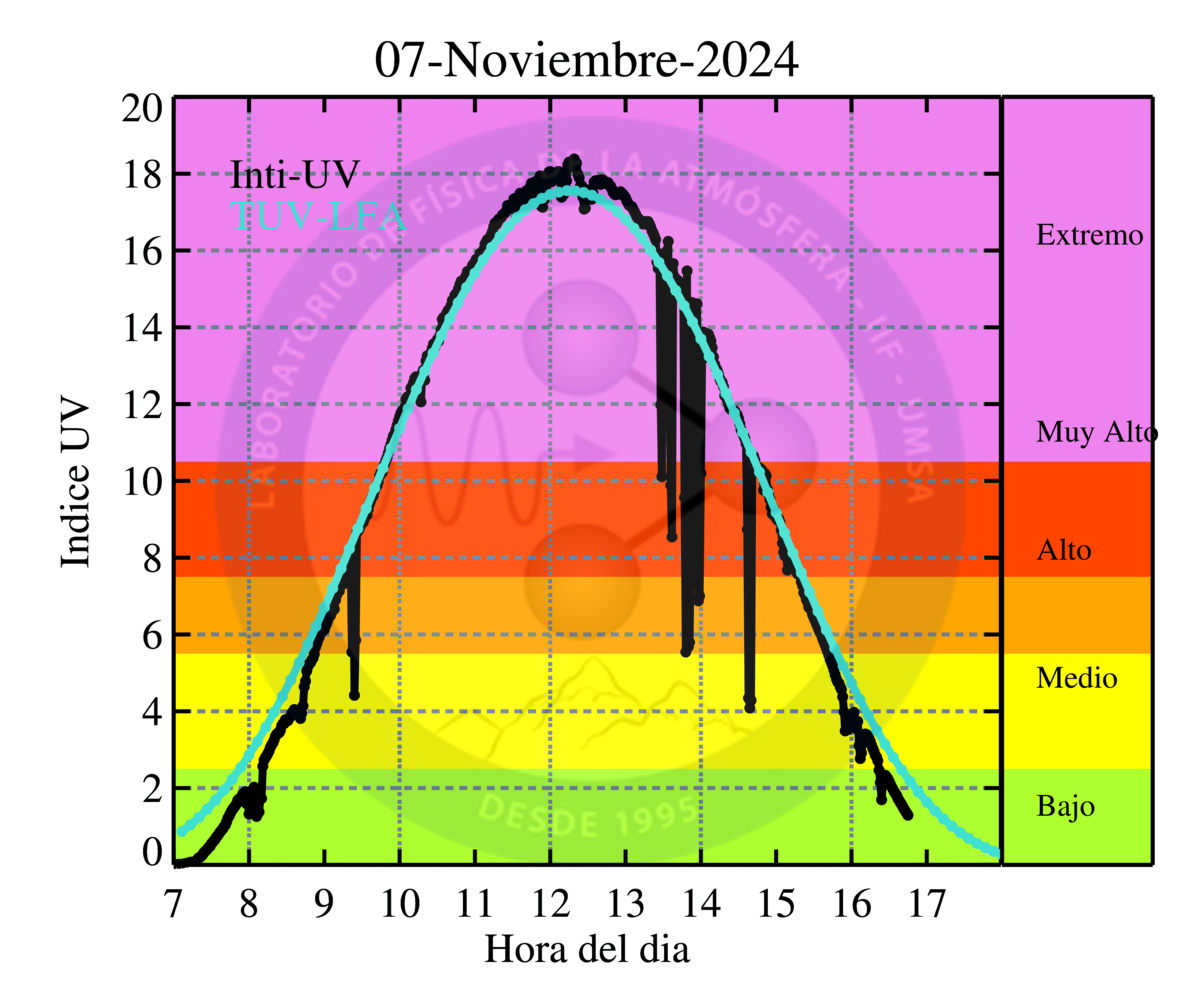 07-Noviembre-2024
20
18
16
14
12
10
8
6
4
2
0
Indice UV
Inti-UV
TUV-LFA
LABORATORIO DE FÍSICA DE LA ATMÓSFERA - IIF - UMSA
DESDE 1995
Extremo
Muy Alto
Alto
Medio
Bajo
7 8 9 10 11 12 13 14 15 16 17
Hora del dia